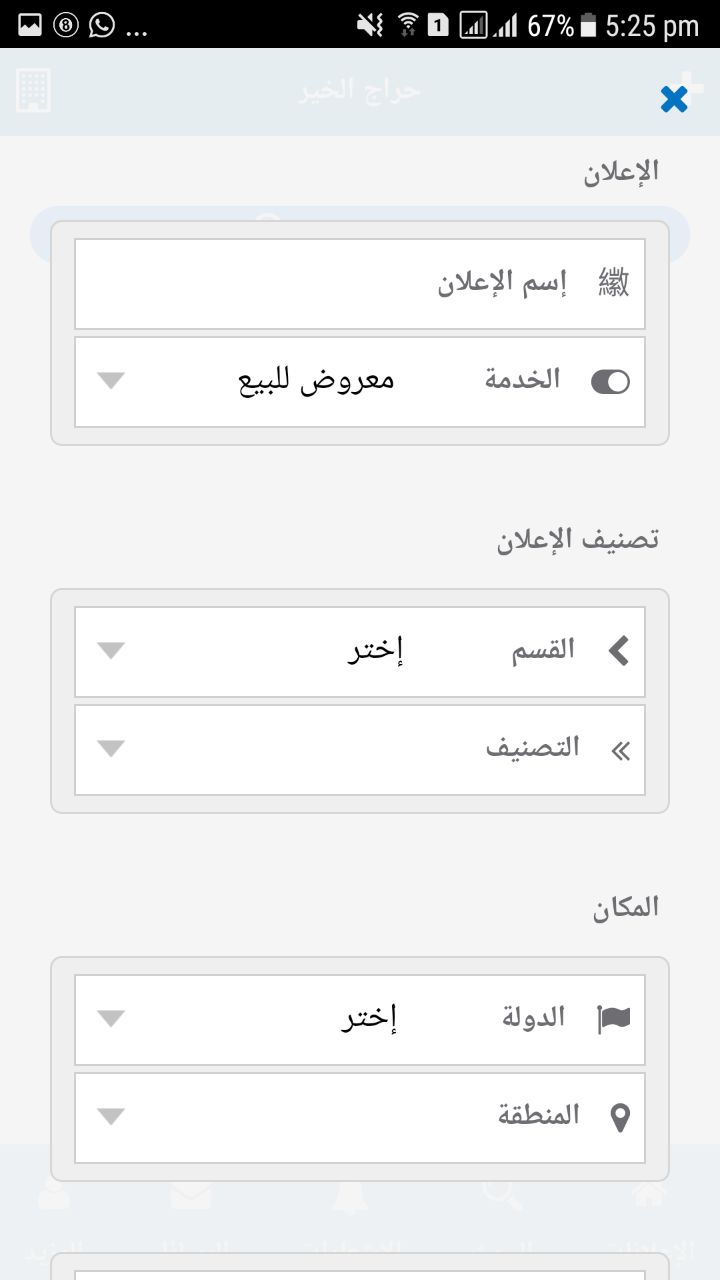 ... 1 67% 5:25 pm
حراج الخير
الإعلان
إسم الإعلان
الخدمة معروض للبيع
تصنيف الإعلان
القسم إختر
التصنيف
المكان
الدولة إختر
المنطقة